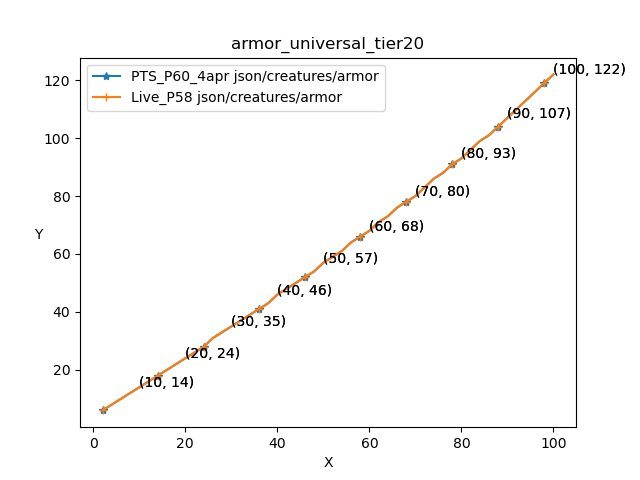 armor_universal_tier20
PTS_P60_4apr json/creatures/armor
Live_P58 json/creatures/armor
(100, 122)
(90, 107)
(80, 93)
(70, 80)
(60, 68)
(50, 57)
(40, 46)
(30, 35)
(20, 24)
(10, 14)
Y
120
100
80
60
40
20
0 20 40 60 80 100
X